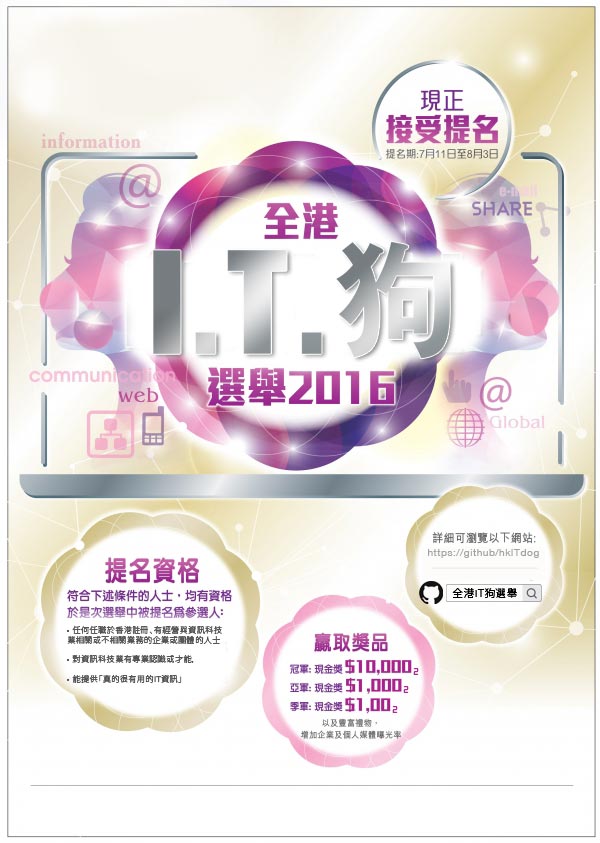 現正
接受提名
提名期:7月11日至8月3日
information
@
e-mail
SHARE
全港
I.T.狗
選舉2016
communication
web
@
Global
詳細可瀏覽以下網站:
https://github/hkITdog
全港IT狗選舉
提名資格
符合下述條件的人士，均有資格
於是次選舉中被提名為參選人:
• 任何任職於香港註冊、有經營與資訊科技
業相關或不相關業務的企業或團體的人士
• 對資訊科技業有專業認識或才能.
• 能提供「真的很有用的IT資訊」
贏取獎品
冠軍: 現金獎 $10,000₂
亞軍: 現金獎 $1,000₂
季軍: 現金獎 $1,00₂
以及豐富禮物、
增加企業及個人媒體曝光率